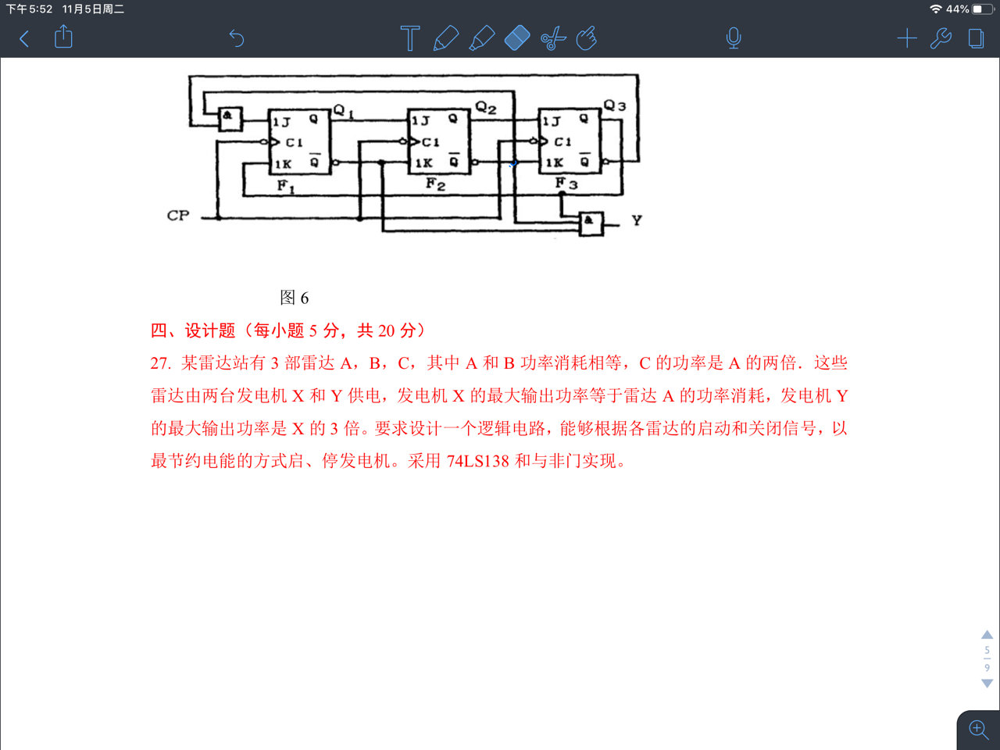 下午5:52 11月5日周二
44%
& 1J Q Q1 1J Q Q2 1J Q Q3
C1 C1 C1
1K Q̅ 1K Q̅ 1K Q̅
F1 F2 F3
CP & Y
图 6
四、设计题（每小题 5 分，共 20 分）
27. 某雷达站有 3 部雷达 A，B，C，其中 A 和 B 功率消耗相等，C 的功率是 A 的两倍．这些
雷达由两台发电机 X 和 Y 供电，发电机 X 的最大输出功率等于雷达 A 的功率消耗，发电机 Y
的最大输出功率是 X 的 3 倍。要求设计一个逻辑电路，能够根据各雷达的启动和关闭信号，以
最节约电能的方式启、停发电机。采用 74LS138 和与非门实现。
5
9